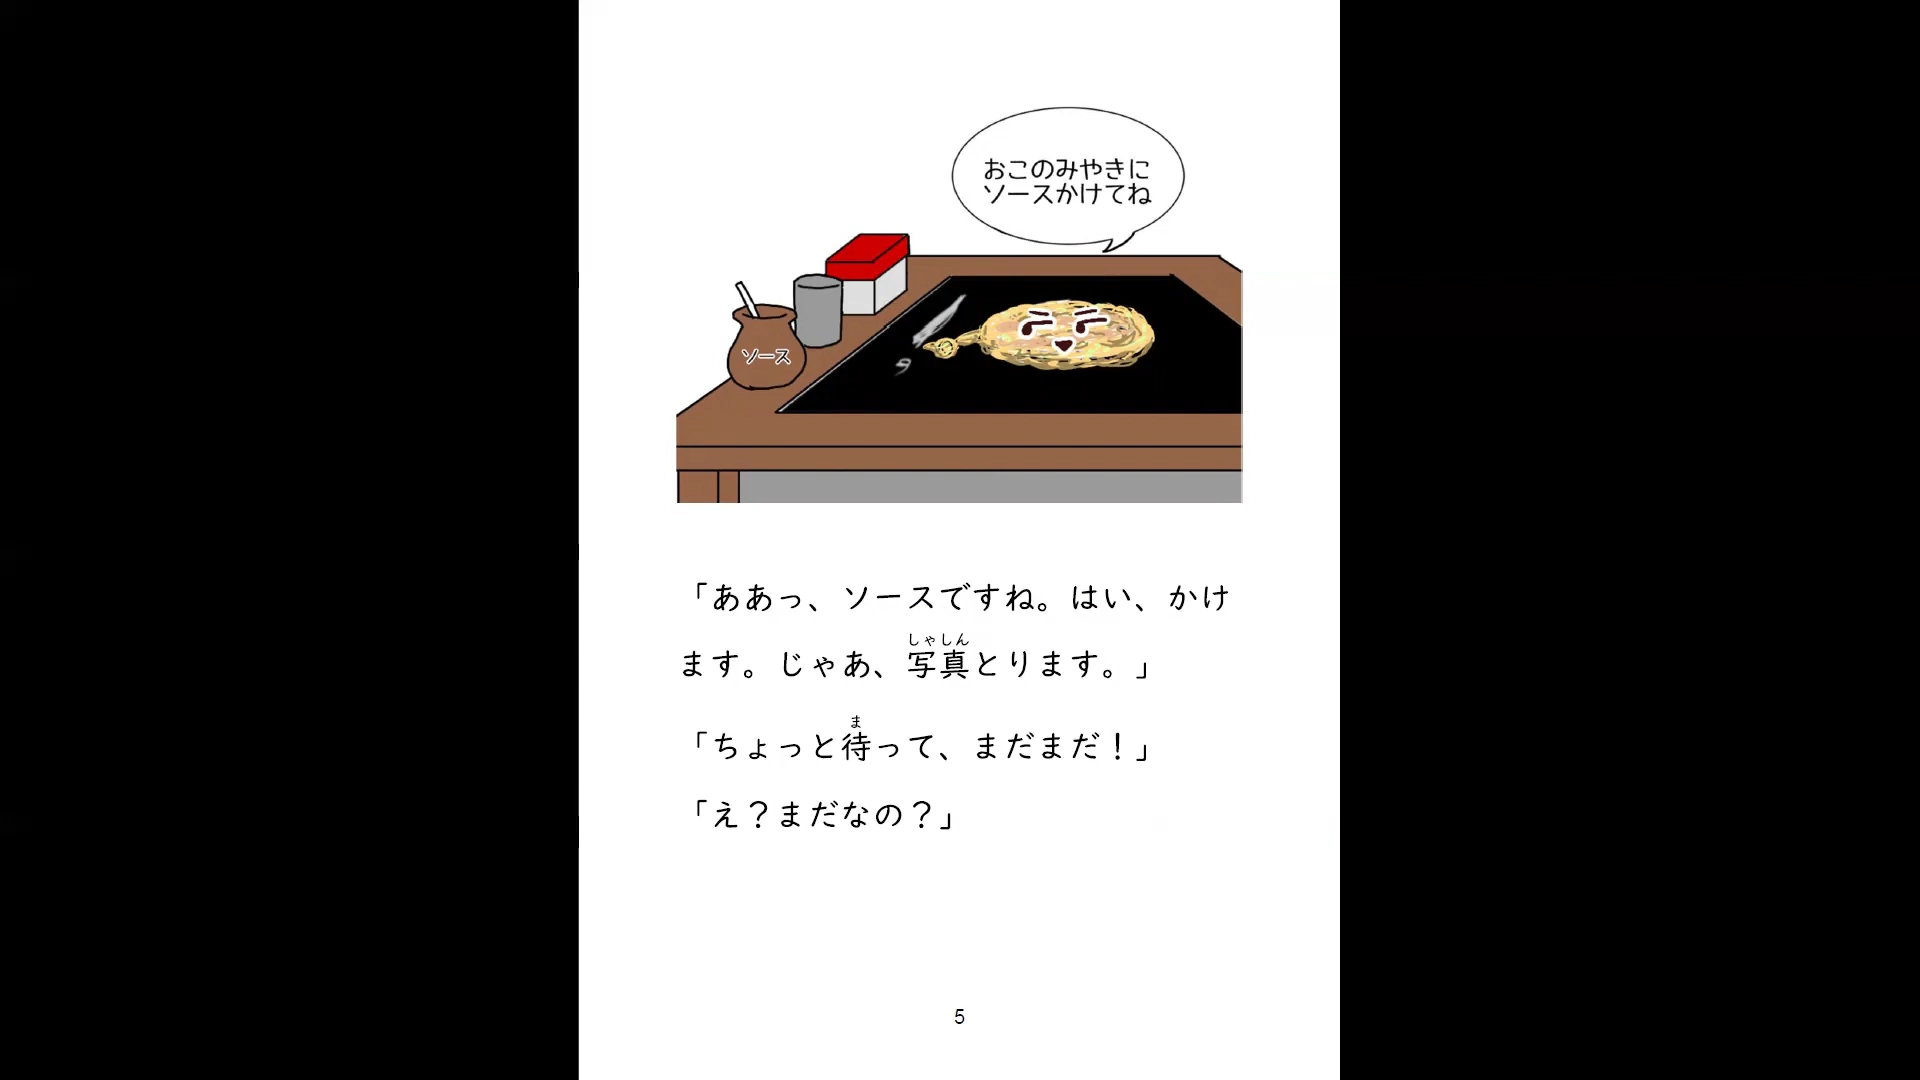 おこのみやきに
ソースかけてね
ソース
「ああっ、ソースですね。はい、かけ
しゃしん
ます。じゃあ、写真とります。」
ま
「ちょっと待って、まだまだ！」
「え？まだなの？」
5